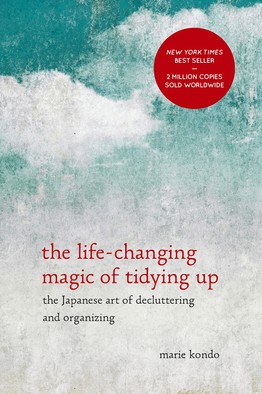 NEW YORK TIMES
BEST SELLER
—
2 MILLION COPIES
SOLD WORLDWIDE
the life-changing
magic of tidying up
the Japanese art of decluttering
and organizing
marie kondo